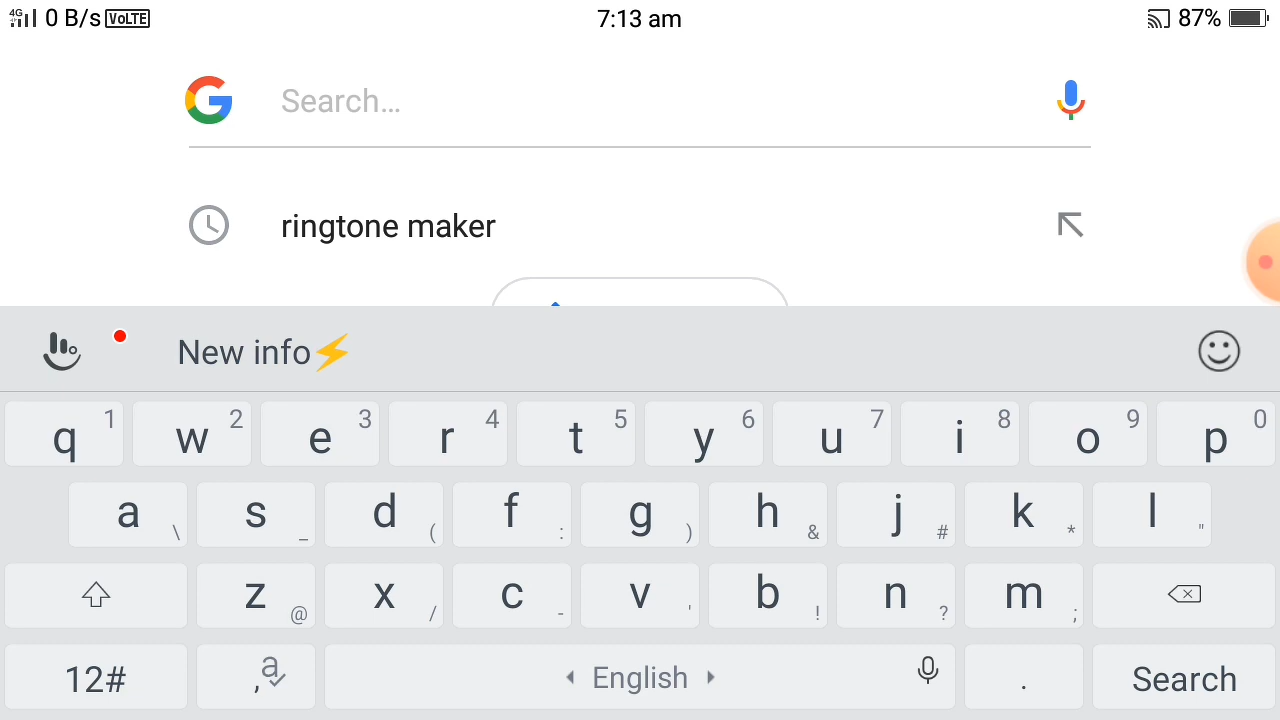 4G 0 B/s VoLTE 7:13 am 87%
Search...
ringtone maker
New info⚡
q 1 w 2 e 3 r 4 t 5 y 6 u 7 i 8 o 9 p 0
a \ s _ d ( f : g ) h & j # k * l "
z @ x / c - v ' b ! n ? m ;
12# , a English . Search